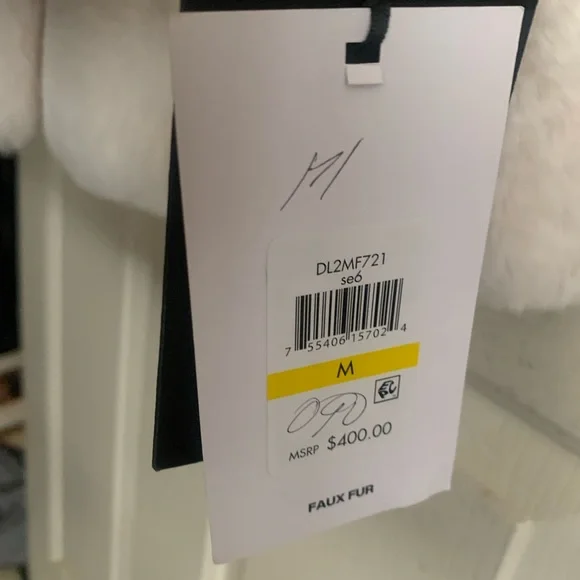 M
DL2MF721
se6
7 55406 15702 4
M
MSRP $400.00
FAUX FUR